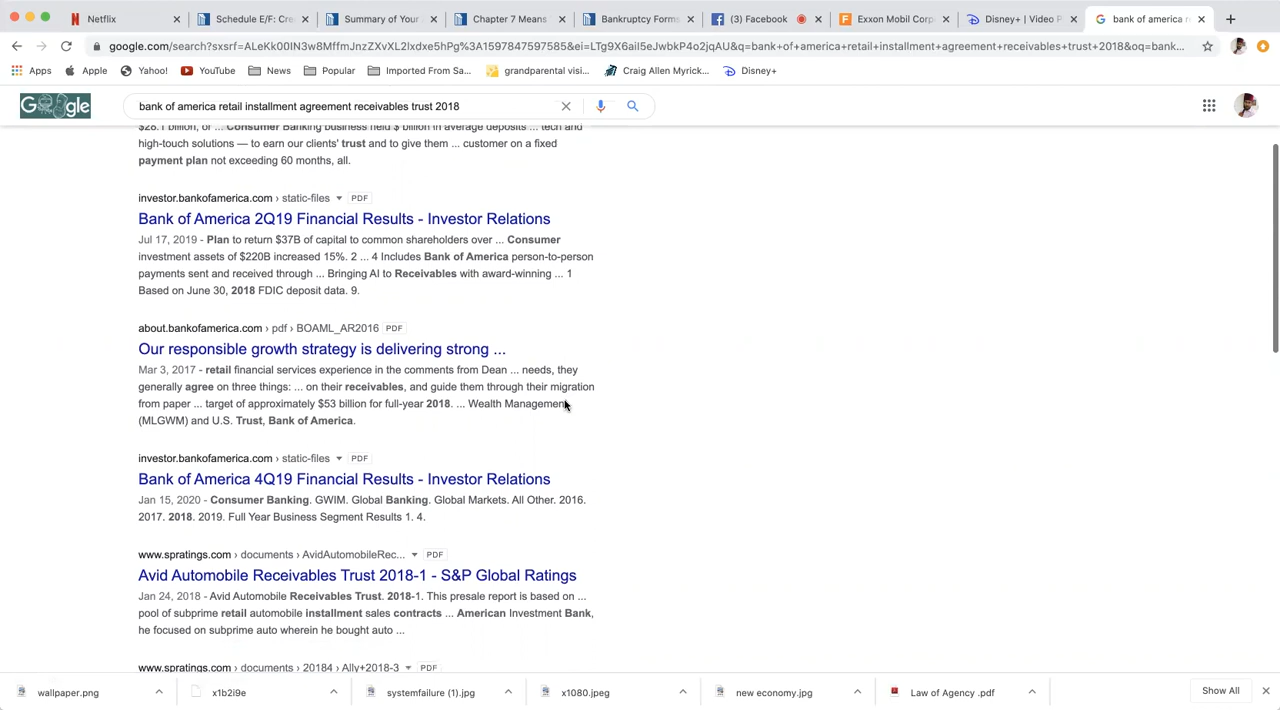 Netflix
Schedule E/F: Cre
Summary of Your
Chapter 7 Means
Bankruptcy Forms
(3) Facebook
Exxon Mobil Corp
Disney+ | Video P
bank of america r
google.com/search?sxsrf=ALeKk00IN3w8MffmJnzZXvXL2Ixdxe5hPg%3A1597847597585&ei=LTg9X6aiI5eJwbkP4o2jqAU&q=bank+of+america+retail+installment+agreement+receivables+trust+2018&oq=bank...
Apps
Apple
Yahoo!
YouTube
News
Popular
Imported From Sa...
grandparental visi...
Craig Allen Myrick...
Disney+
Google
bank of america retail installment agreement receivables trust 2018
$28.1 billion, or ... Consumer Banking business held $ billion in average deposits ... tech and
high-touch solutions — to earn our clients' trust and to give them ... customer on a fixed
payment plan not exceeding 60 months, all.
investor.bankofamerica.com › static-files PDF
Bank of America 2Q19 Financial Results - Investor Relations
Jul 17, 2019 - Plan to return $37B of capital to common shareholders over ... Consumer
investment assets of $220B increased 15%. 2 ... 4 Includes Bank of America person-to-person
payments sent and received through ... Bringing AI to Receivables with award-winning ... 1
Based on June 30, 2018 FDIC deposit data. 9.
about.bankofamerica.com › pdf › BOAML_AR2016 PDF
Our responsible growth strategy is delivering strong ...
Mar 3, 2017 - retail financial services experience in the comments from Dean ... needs, they
generally agree on three things: ... on their receivables, and guide them through their migration
from paper ... target of approximately $53 billion for full-year 2018. ... Wealth Management
(MLGWM) and U.S. Trust, Bank of America.
investor.bankofamerica.com › static-files PDF
Bank of America 4Q19 Financial Results - Investor Relations
Jan 15, 2020 - Consumer Banking. GWIM. Global Banking. Global Markets. All Other. 2016.
2017. 2018. 2019. Full Year Business Segment Results 1. 4.
www.spratings.com › documents › AvidAutomobileRec... PDF
Avid Automobile Receivables Trust 2018-1 - S&P Global Ratings
Jan 24, 2018 - Avid Automobile Receivables Trust. 2018-1. This presale report is based on ...
pool of subprime retail automobile installment sales contracts ... American Investment Bank,
he focused on subprime auto wherein he bought auto ...
www.spratings.com › documents › 20184 › Ally+2018-3 PDF
wallpaper.png
x1b2i9e
systemfailure (1).jpg
x1080.jpeg
new economy.jpg
Law of Agency .pdf
Show All